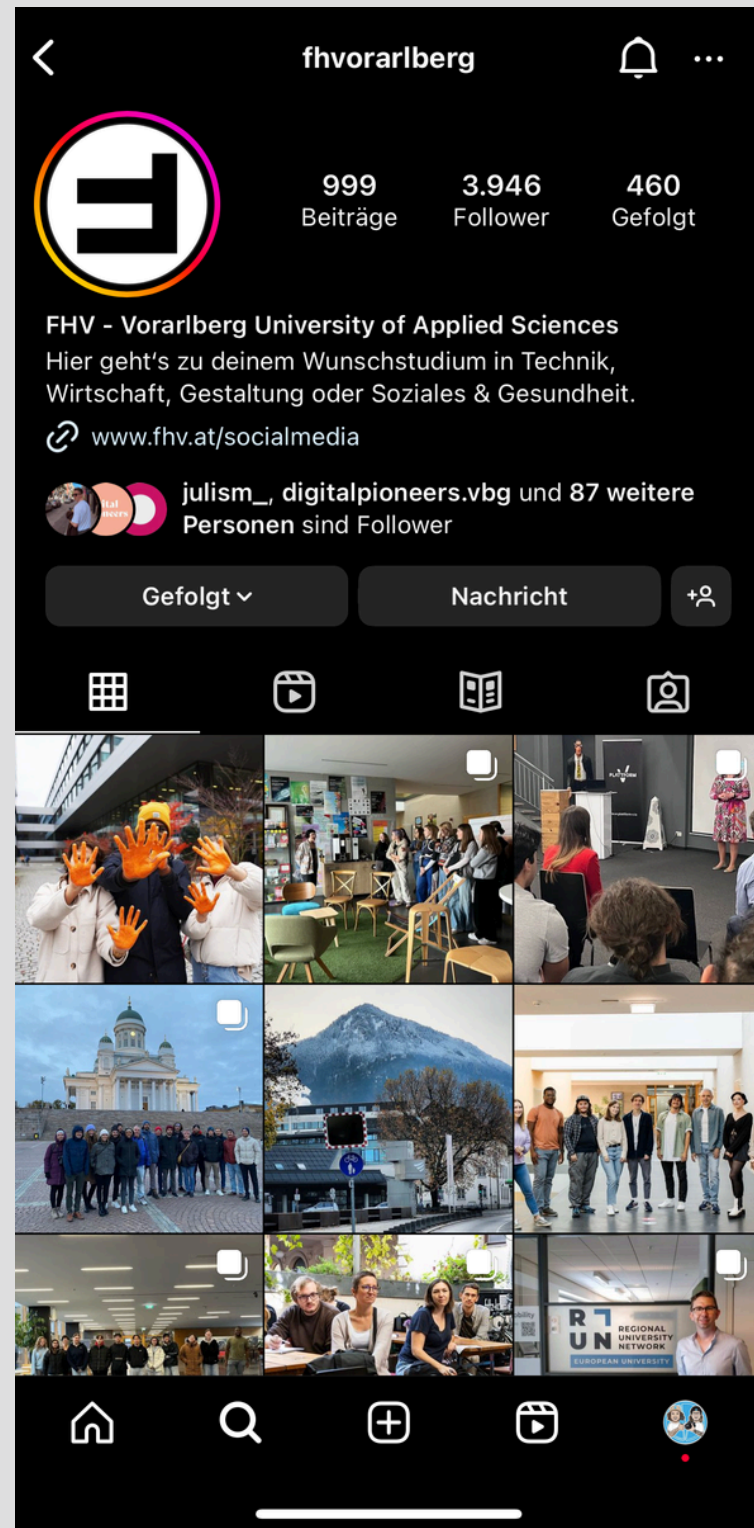 fhvorarlberg
999
Beiträge
3.946
Follower
460
Gefolgt
FHV - Vorarlberg University of Applied Sciences
Hier geht's zu deinem Wunschstudium in Technik,
Wirtschaft, Gestaltung oder Soziales & Gesundheit.
www.fhv.at/socialmedia
julism_, digitalpioneers.vbg und 87 weitere
Personen sind Follower
Gefolgt
Nachricht
PLATTFORM
R
UN
REGIONAL
UNIVERSITY
NETWORK
EUROPEAN UNIVERSITY